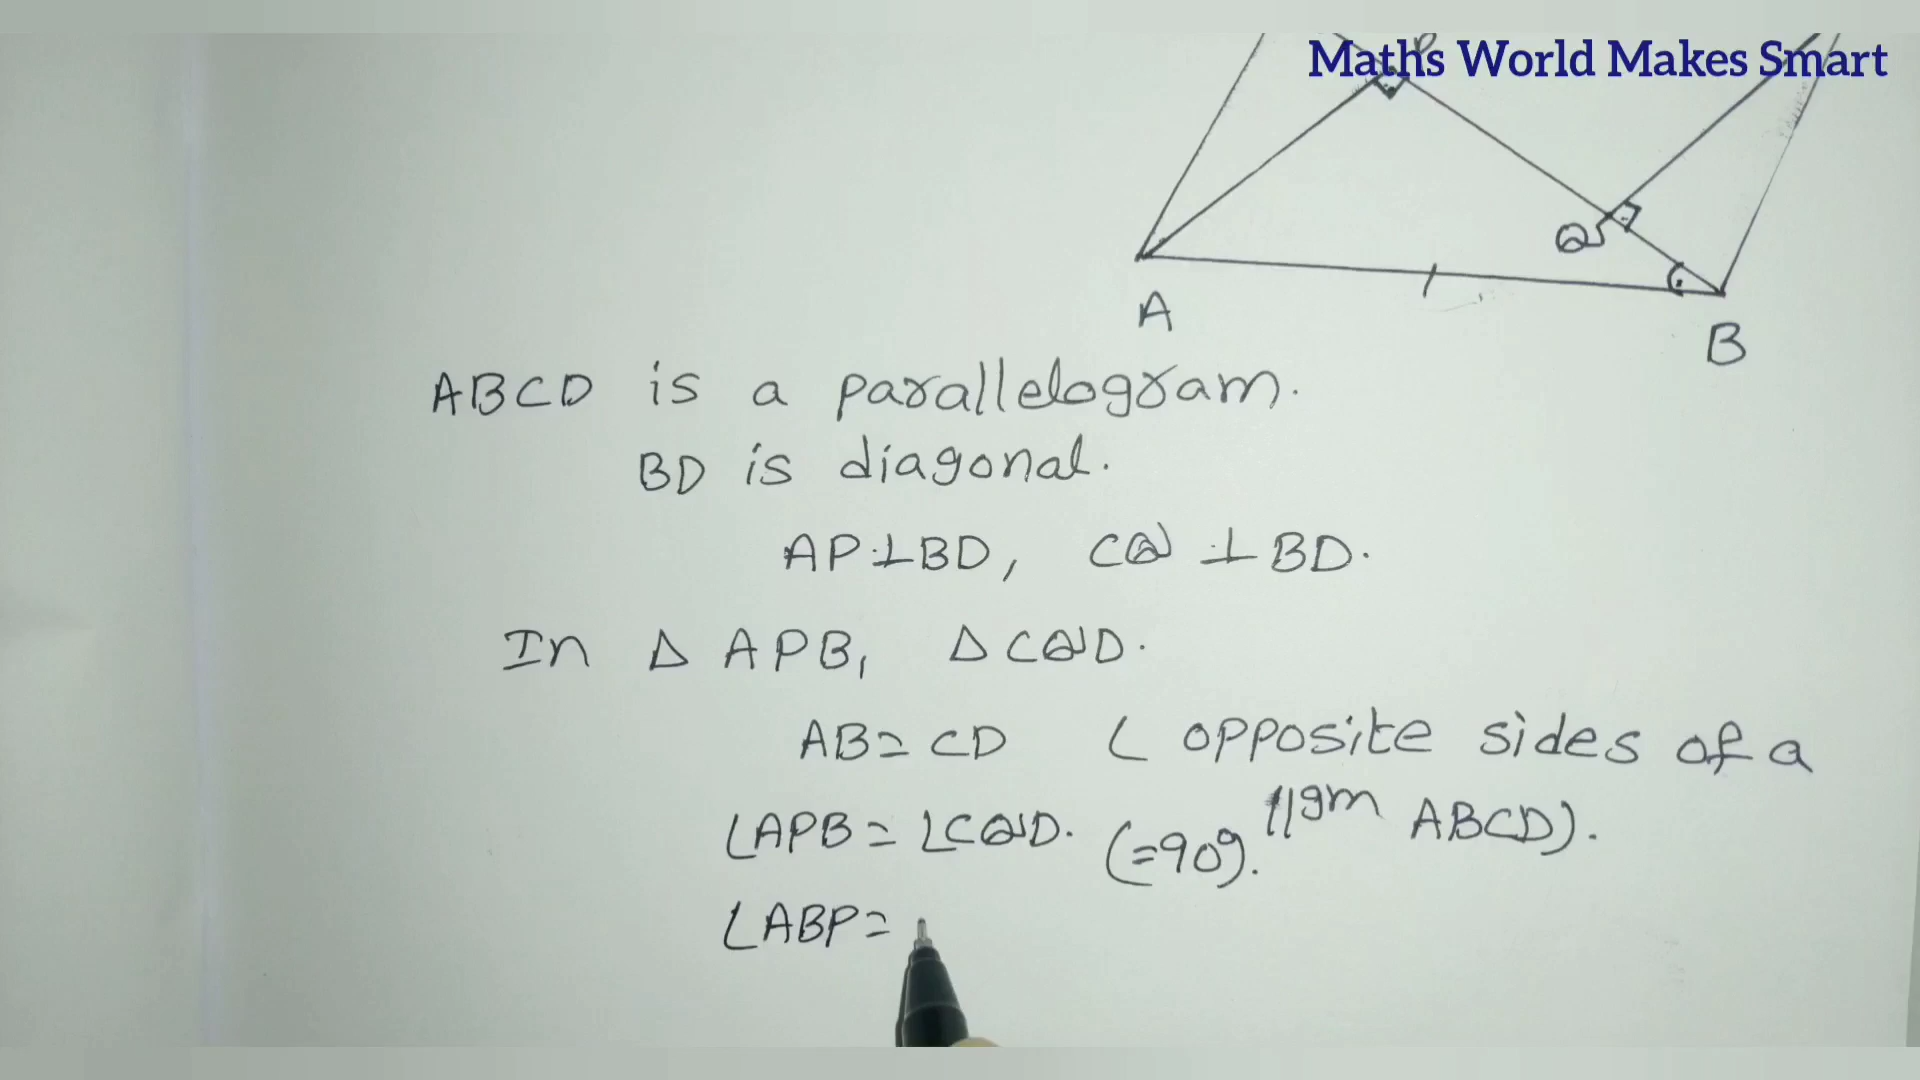 Maths World Makes Smart
P
Q
A
B
ABCD is a parallelogram.
BD is diagonal.
AP⊥BD, CQ ⊥ BD.
In △ APB, △ CQD.
AB = CD ( opposite sides of a
||gm ABCD).
∠APB = ∠CQD. (=90°).
∠ABP =